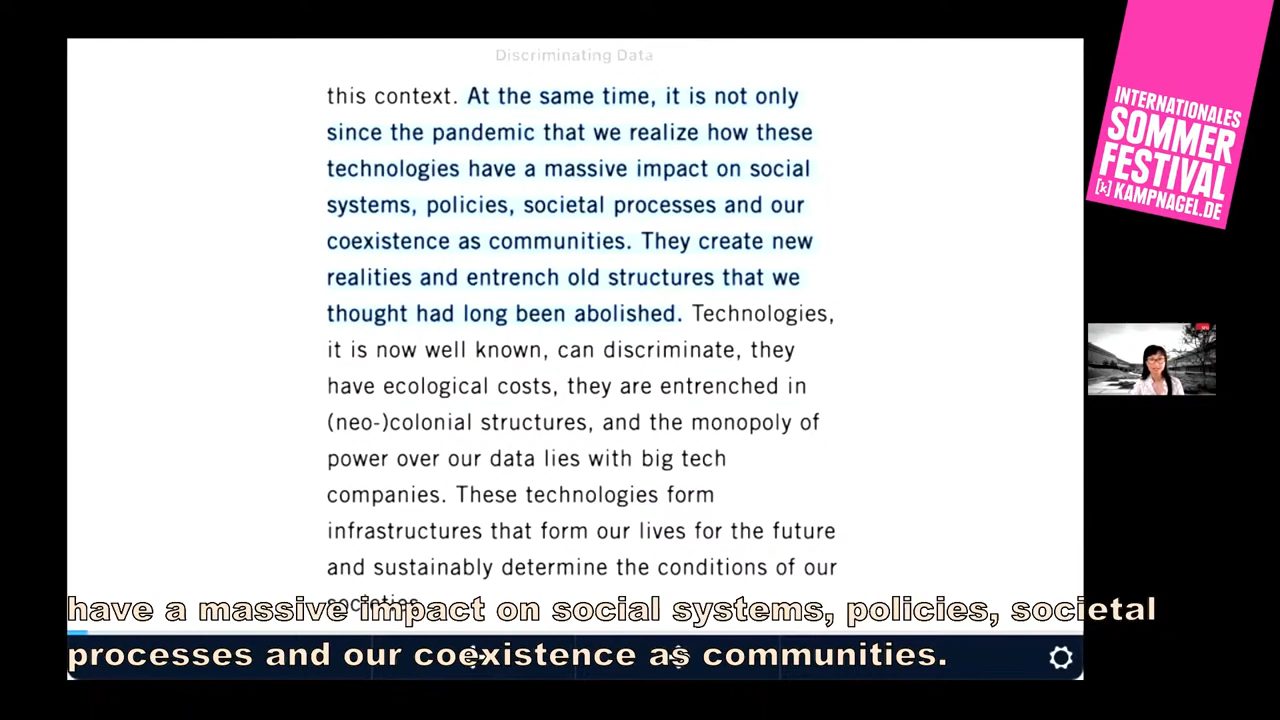 Discriminating Data
this context. At the same time, it is not only
since the pandemic that we realize how these
technologies have a massive impact on social
systems, policies, societal processes and our
coexistence as communities. They create new
realities and entrench old structures that we
thought had long been abolished. Technologies,
it is now well known, can discriminate, they
have ecological costs, they are entrenched in
(neo-)colonial structures, and the monopoly of
power over our data lies with big tech
companies. These technologies form
infrastructures that form our lives for the future
and sustainably determine the conditions of our
societies.
have a massive impact on social systems, policies, societal
processes and our coexistence as communities.
INTERNATIONALES
SOMMER
FESTIVAL
[k] KAMPNAGEL.DE